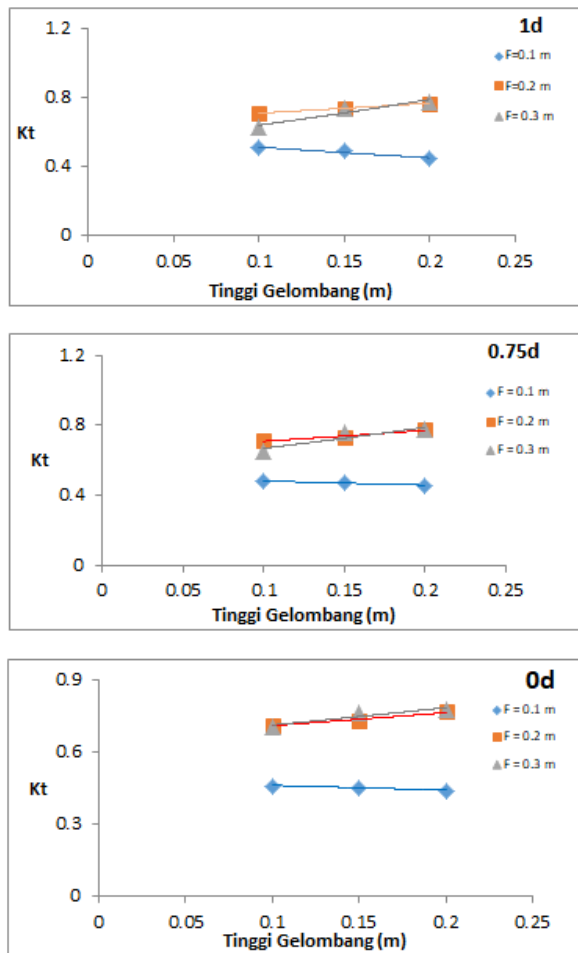 1d
1.2
Kt
0.8
0.4
0
0 0.05 0.1 0.15 0.2 0.25
Tinggi Gelombang (m)
F=0.1 m
F=0.2 m
F= 0.3 m
0.75d
1.2
Kt
0.8
0.4
0
0 0.05 0.1 0.15 0.2 0.25
Tinggi Gelombang (m)
F = 0.1 m
F = 0.2 m
F = 0.3 m
0d
0.9
0.6
Kt
0.3
0
0 0.05 0.1 0.15 0.2 0.25
Tinggi Gelombang (m)
F = 0.1 m
F = 0.2 m
F = 0.3 m